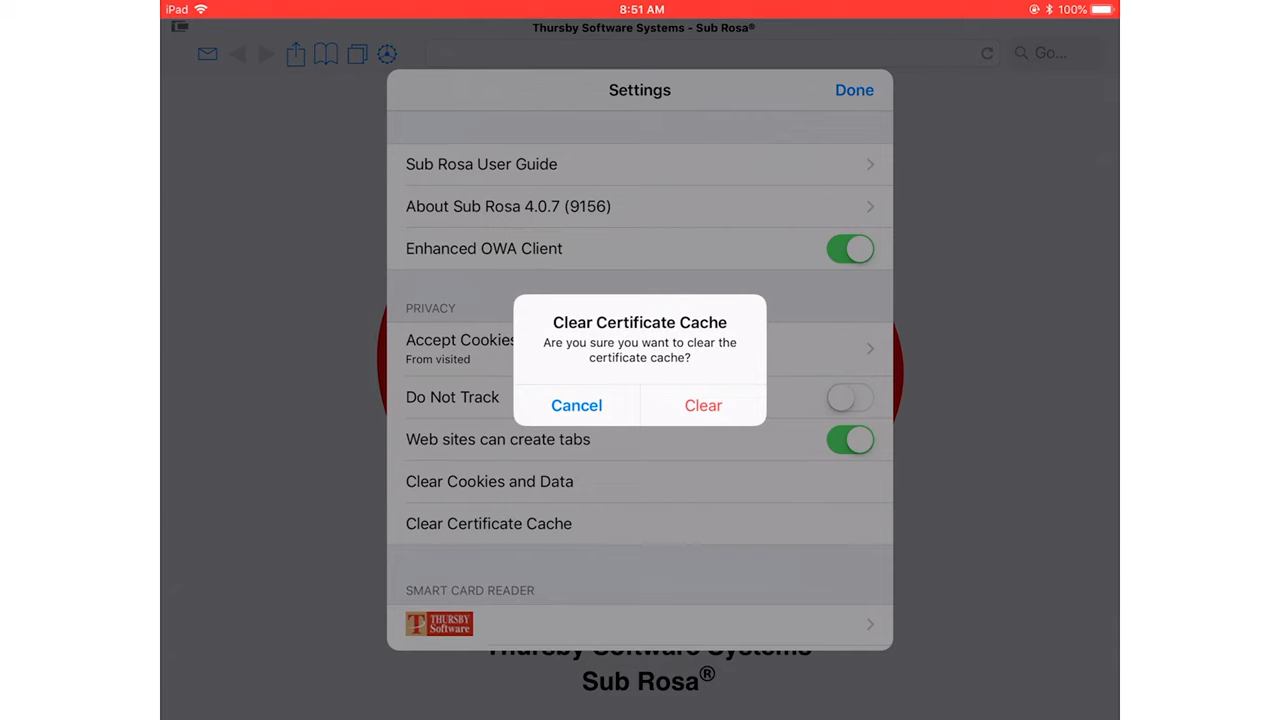 iPad
8:51 AM
100%
Thursby Software Systems - Sub Rosa®
Go...
Settings
Done
Sub Rosa User Guide
About Sub Rosa 4.0.7 (9156)
Enhanced OWA Client
PRIVACY
Accept Cookies
From visited
Clear Certificate Cache
Are you sure you want to clear the
certificate cache?
Cancel
Clear
Do Not Track
Web sites can create tabs
Clear Cookies and Data
Clear Certificate Cache
SMART CARD READER
T THURSBY
Software
Thursby Software Systems
Sub Rosa®